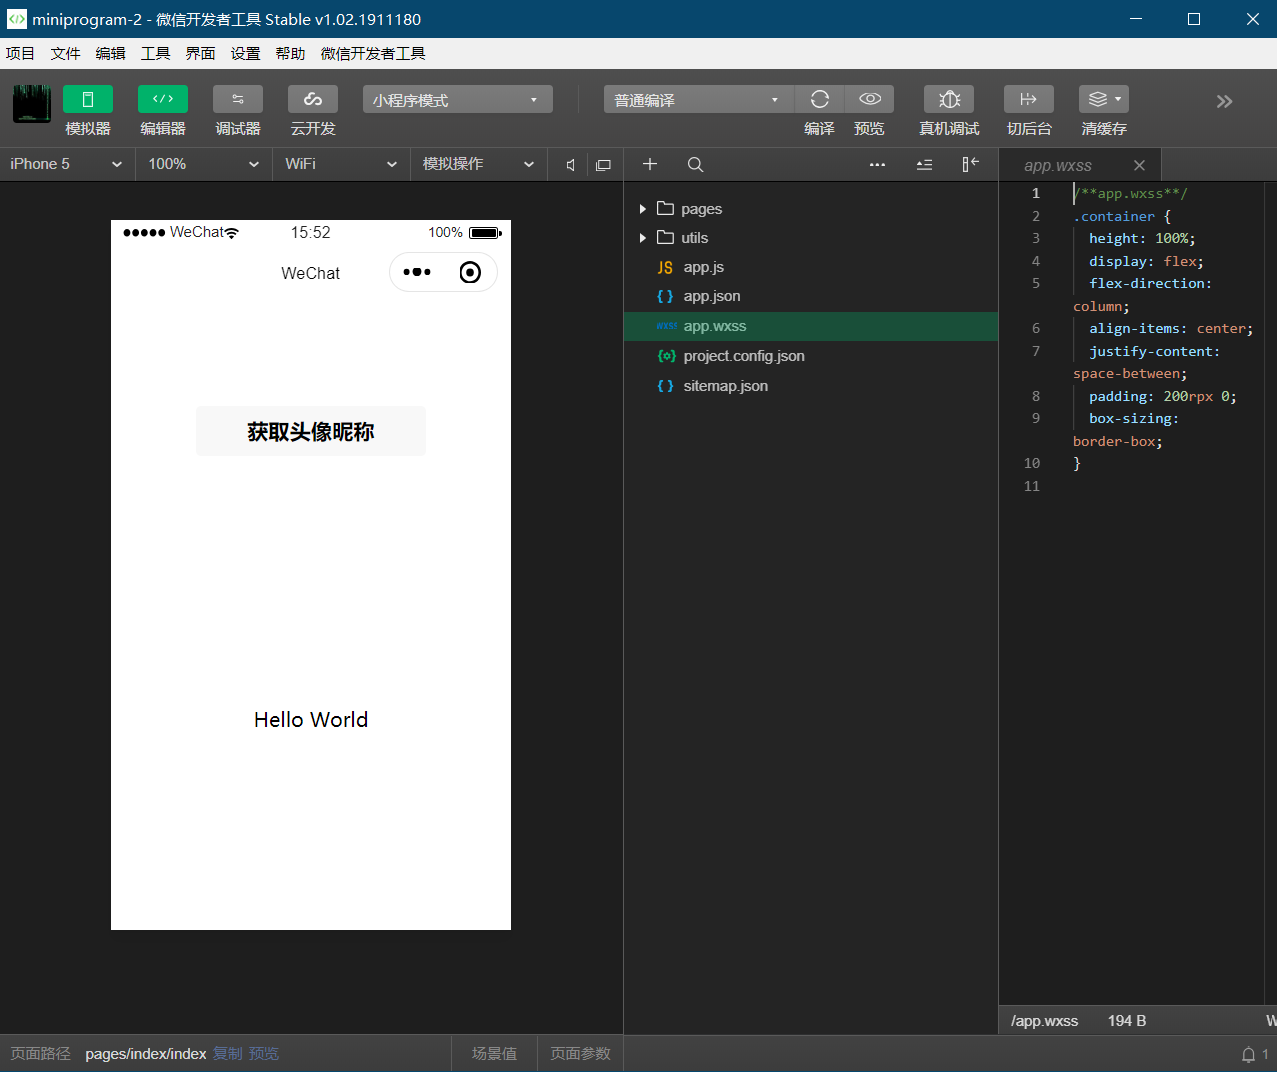 miniprogram-2 - 微信开发者工具 Stable v1.02.1911180
项目 文件 编辑 工具 界面 设置 帮助 微信开发者工具
小程序模式 普通编译
模拟器 编辑器 调试器 云开发 编译 预览 真机调试 切后台 清缓存
iPhone 5 100% WiFi 模拟操作
app.wxss
WeChat 15:52 100%
WeChat
获取头像昵称
Hello World
pages
utils
JS app.js
{ } app.json
wxss app.wxss
project.config.json
{ } sitemap.json
1 /**app.wxss**/
2 .container {
3 height: 100%;
4 display: flex;
5 flex-direction:
column;
6 align-items: center;
7 justify-content:
space-between;
8 padding: 200rpx 0;
9 box-sizing:
border-box;
10 }
11
/app.wxss 194 B W
页面路径 pages/index/index 复制 预览 场景值 页面参数 1